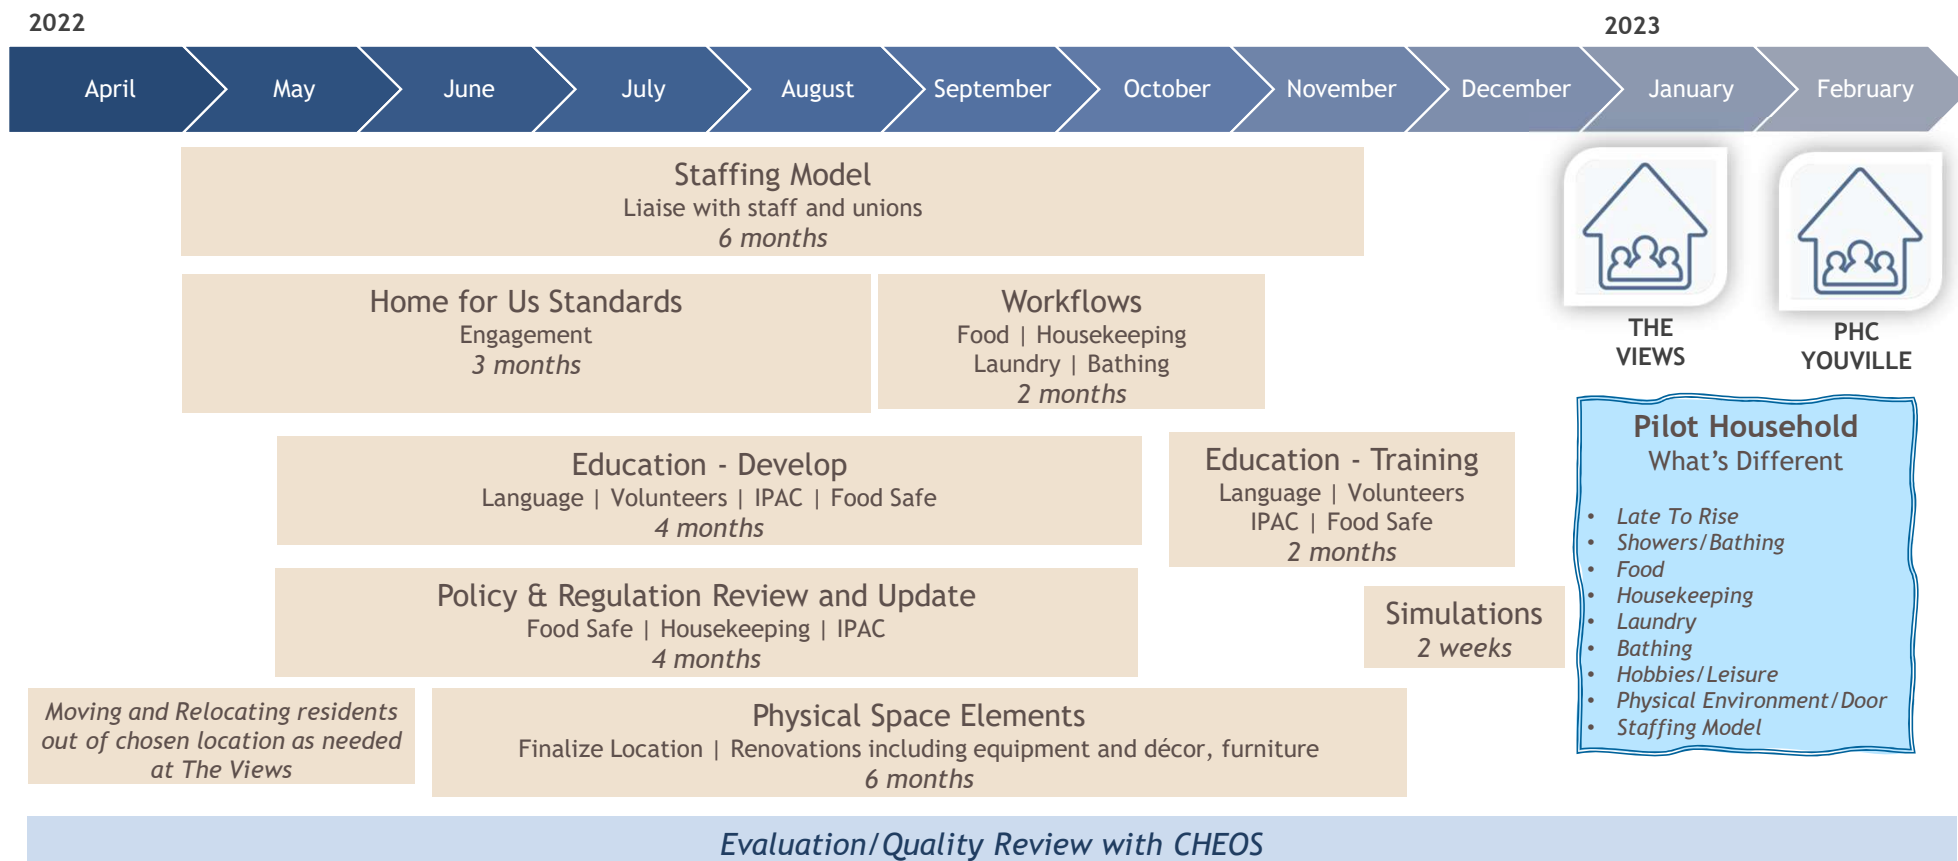 2022
2023
April
May
June
July
August
September
October
November
December
January
February
Staffing Model
Liaise with staff and unions
6 months
Home for Us Standards
Engagement
3 months
Workflows
Food | Housekeeping
Laundry | Bathing
2 months
Education - Develop
Language | Volunteers | IPAC | Food Safe
4 months
Education - Training
Language | Volunteers
IPAC | Food Safe
2 months
Policy & Regulation Review and Update
Food Safe | Housekeeping | IPAC
4 months
Simulations
2 weeks
Moving and Relocating residents
out of chosen location as needed
at The Views
Physical Space Elements
Finalize Location | Renovations including equipment and décor, furniture
6 months
THE
VIEWS
PHC
YOUVILLE
Pilot Household
What's Different
• Late To Rise
• Showers/Bathing
• Food
• Housekeeping
• Laundry
• Bathing
• Hobbies/Leisure
• Physical Environment/Door
• Staffing Model
Evaluation/Quality Review with CHEOS